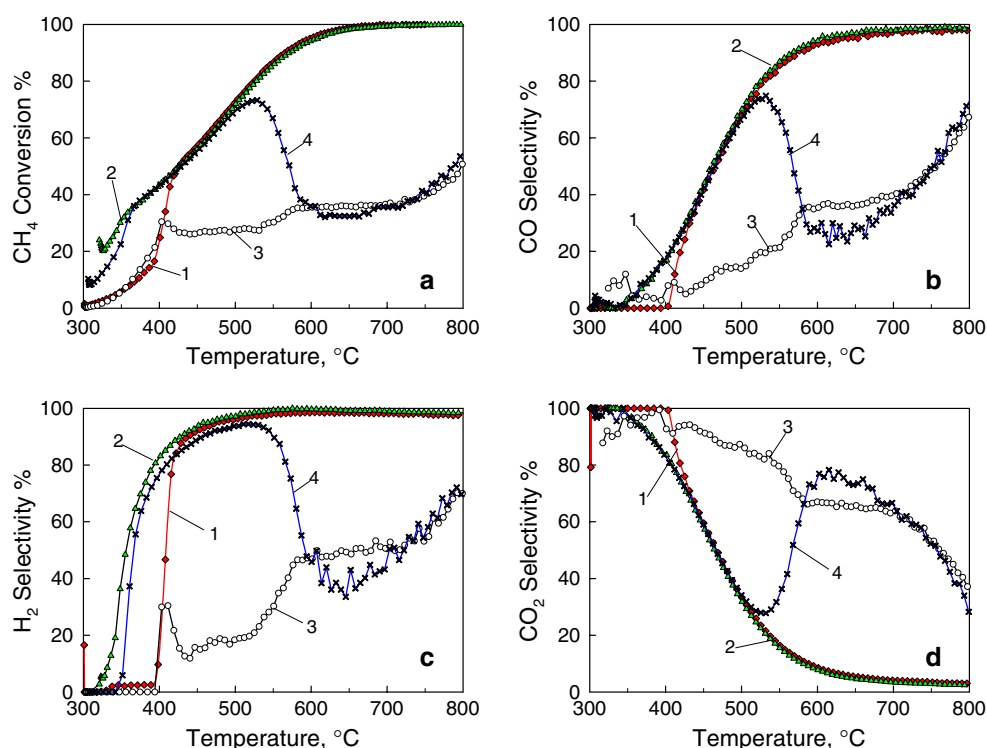 CH4 Conversion %
100
80
60
40
20
0
300 400 500 600 700 800
Temperature, °C
1
2
3
4
a
CO Selectivity %
100
80
60
40
20
0
300 400 500 600 700 800
Temperature, °C
1
2
3
4
b
H2 Selectivity %
100
80
60
40
20
0
300 400 500 600 700 800
Temperature, °C
1
2
3
4
c
CO2 Selectivity %
100
80
60
40
20
0
300 400 500 600 700 800
Temperature, °C
1
2
3
4
d